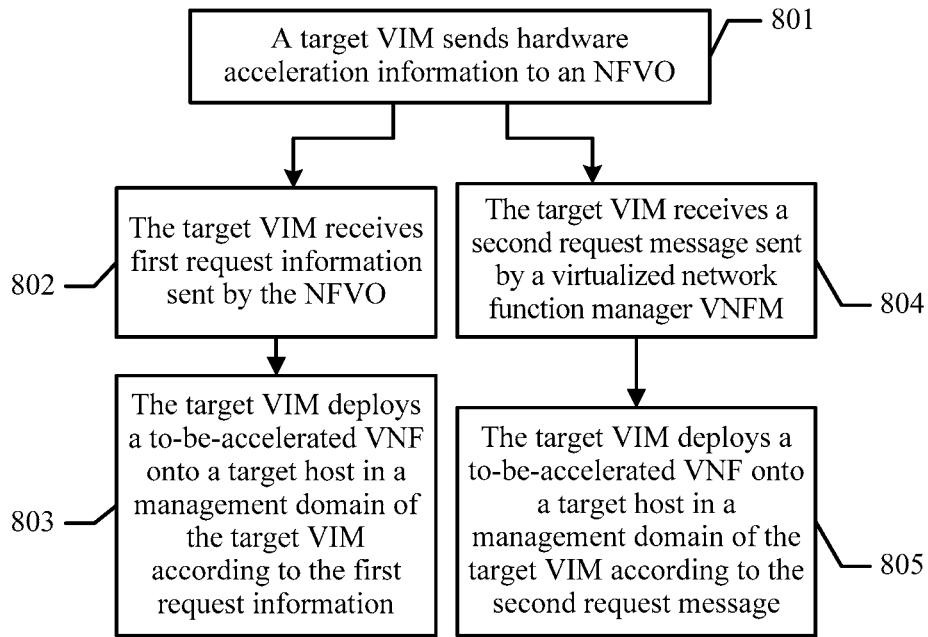 A target VIM sends hardware
acceleration information to an NFVO
801
The target VIM receives
first request information
sent by the NFVO
802
The target VIM receives a
second request message sent
by a virtualized network
function manager VNFM
804
The target VIM deploys
a to-be-accelerated VNF
onto a target host in a
management domain of
the target VIM
according to the first
request information
803
The target VIM deploys a
to-be-accelerated VNF onto
a target host in a
management domain of the
target VIM according to the
second request message
805